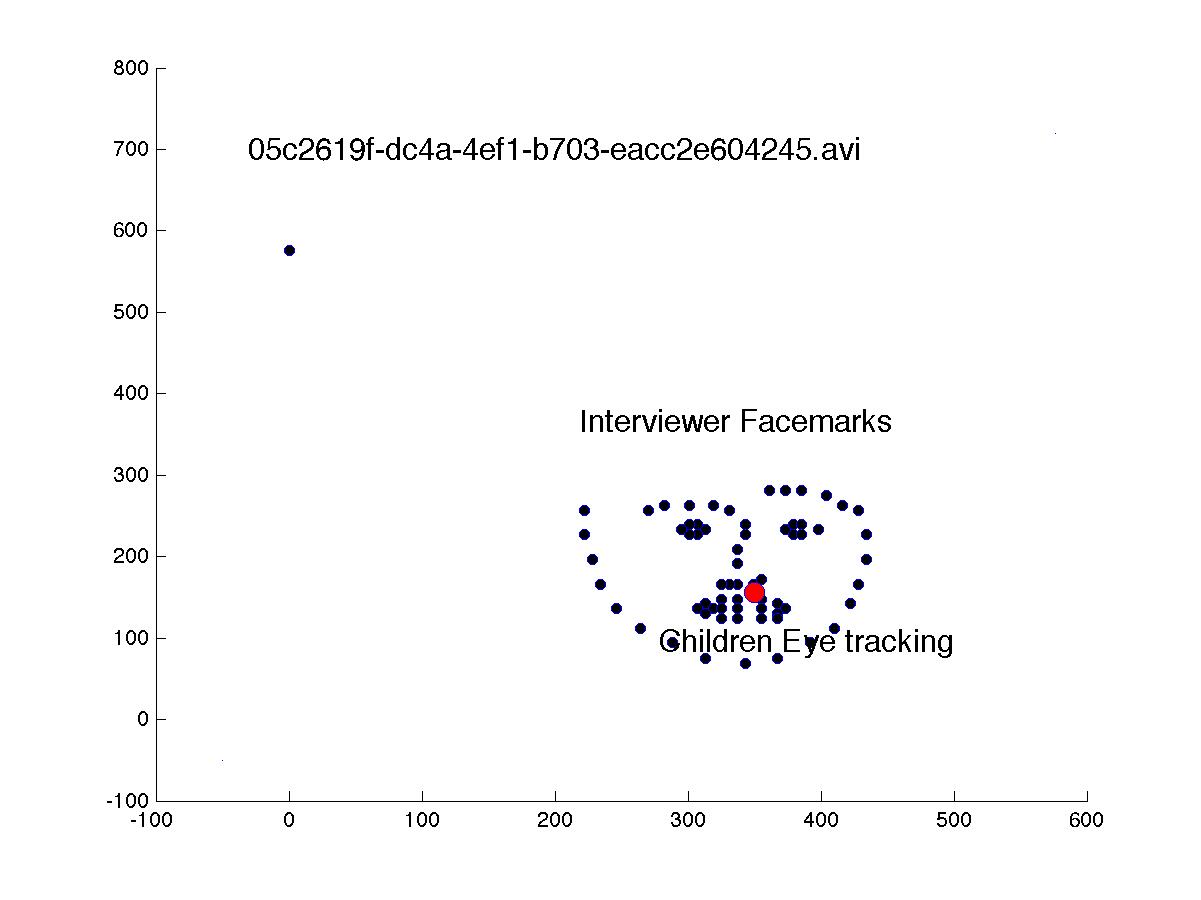 800
700
05c2619f-dc4a-4ef1-b703-eacc2e604245.avi
600
500
400
Interviewer Facemarks
300
200
100
Children Eye tracking
0
-100
-100 0 100 200 300 400 500 600